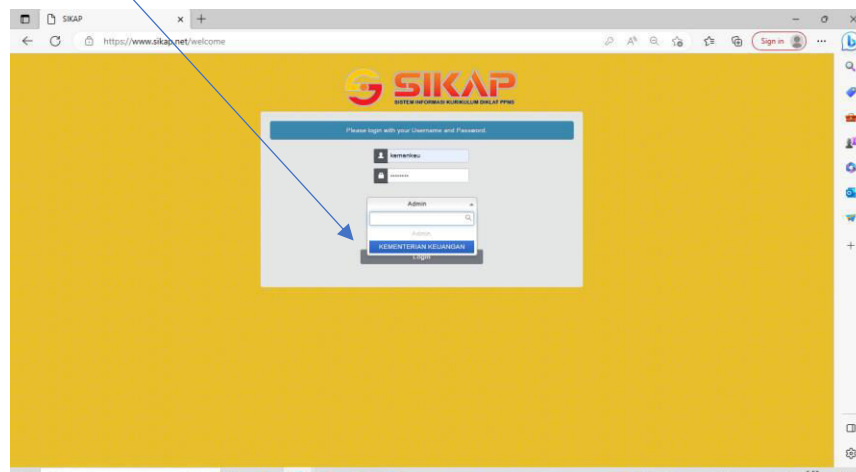 SIKAP
https://www.sikap.net/welcome
Sign in
SIKAP
SISTEM INFORMASI KURIKULUM DIKLAT PPNS
Please login with your Username and Password.
kemenkeu
Admin
Admin
KEMENTERIAN KEUANGAN
Login